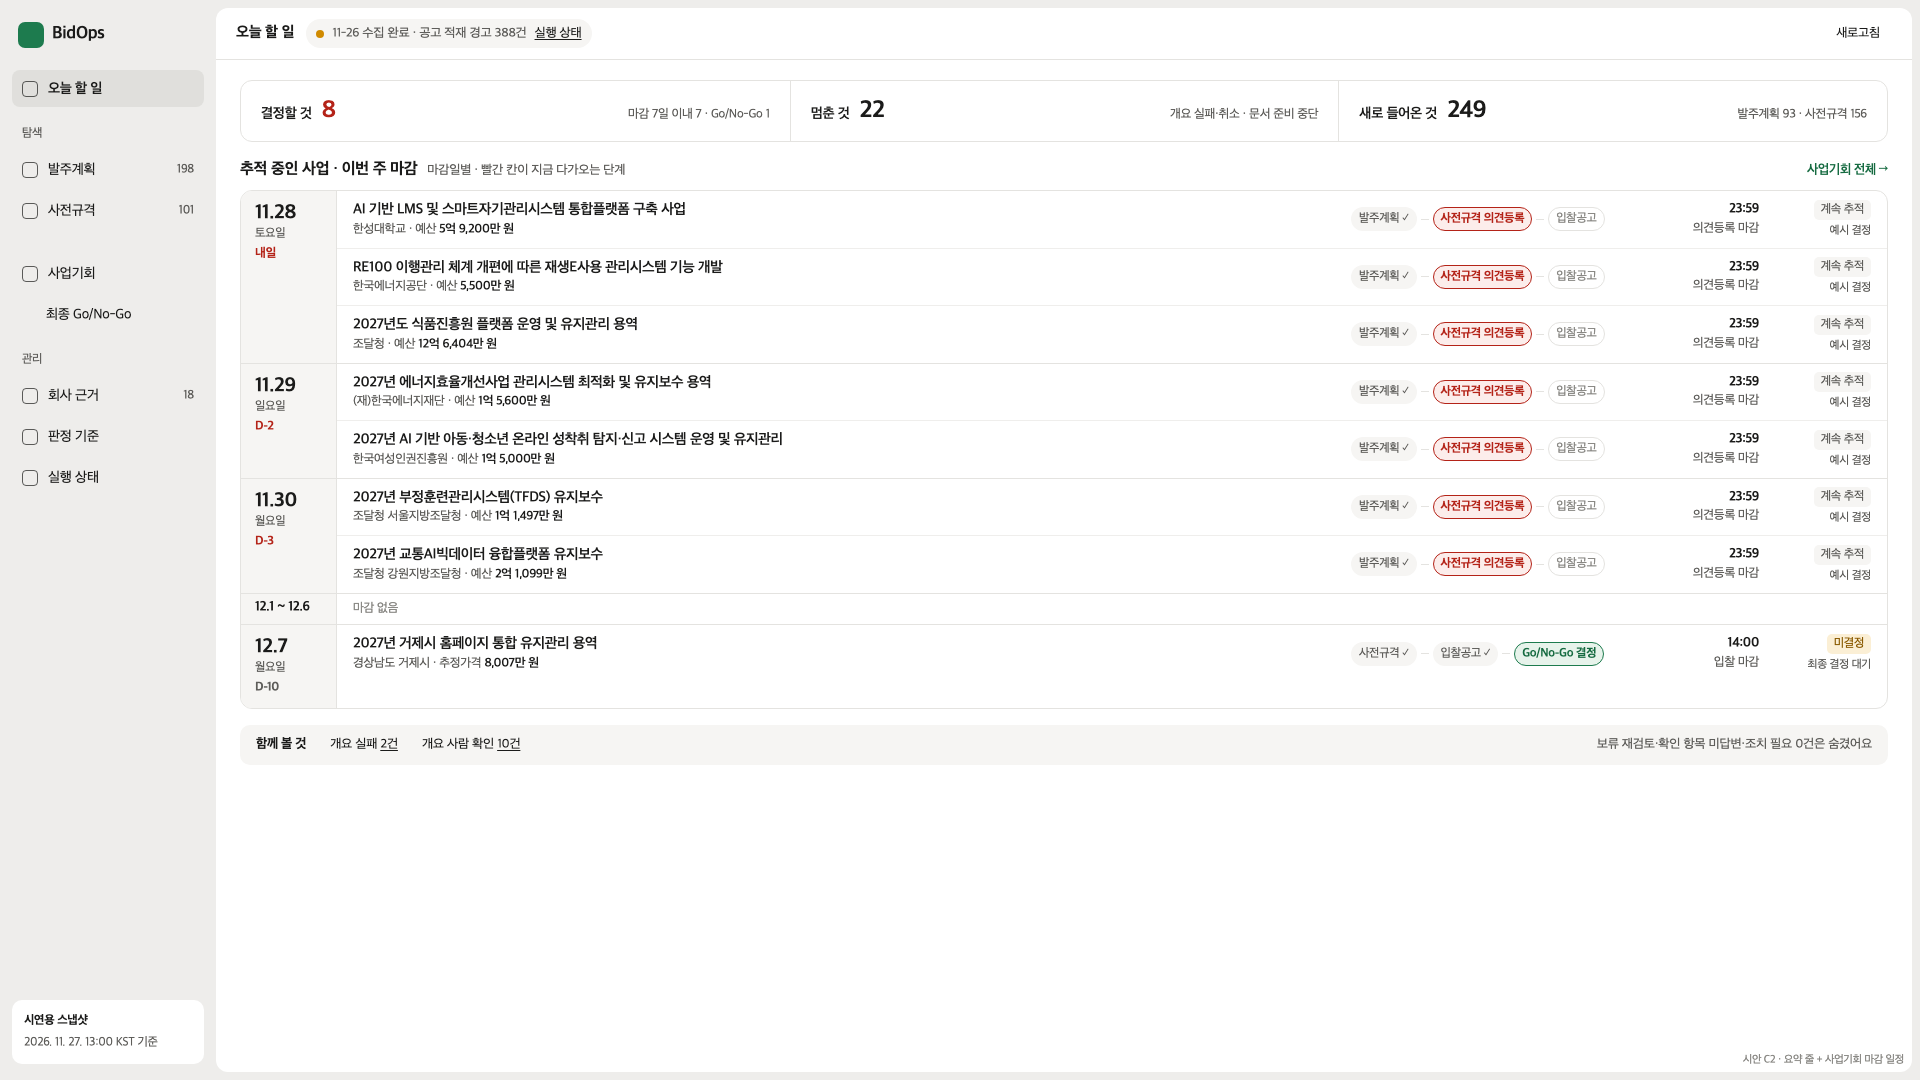 BidOps
오늘 할 일
탐색
발주계획 198
사전규격 101
사업기회
최종 Go/No-Go
관리
회사 근거 18
판정 기준
실행 상태
시연용 스냅샷
2026. 11. 27. 13:00 KST 기준
오늘 할 일 11-26 수집 완료 · 공고 적재 경고 388건 실행 상태 새로고침
결정할 것 8 마감 7일 이내 7 · Go/No-Go 1
멈춘 것 22 개요 실패·취소 · 문서 준비 중단
새로 들어온 것 249 발주계획 93 · 사전규격 156
추적 중인 사업 · 이번 주 마감 마감일별 · 빨간 칸이 지금 다가오는 단계 사업기회 전체 →
11.28
토요일
내일
AI 기반 LMS 및 스마트자기관리시스템 통합플랫폼 구축 사업
한성대학교 · 예산 5억 9,200만 원
발주계획 ✓ 사전규격 의견등록 입찰공고
23:59
의견등록 마감
계속 추적
예시 결정
RE100 이행관리 체계 개편에 따른 재생E사용 관리시스템 기능 개발
한국에너지공단 · 예산 5,500만 원
발주계획 ✓ 사전규격 의견등록 입찰공고
23:59
의견등록 마감
계속 추적
예시 결정
2027년도 식품진흥원 플랫폼 운영 및 유지관리 용역
조달청 · 예산 12억 6,404만 원
발주계획 ✓ 사전규격 의견등록 입찰공고
23:59
의견등록 마감
계속 추적
예시 결정
11.29
일요일
D-2
2027년 에너지효율개선사업 관리시스템 최적화 및 유지보수 용역
(재)한국에너지재단 · 예산 1억 5,600만 원
발주계획 ✓ 사전규격 의견등록 입찰공고
23:59
의견등록 마감
계속 추적
예시 결정
2027년 AI 기반 아동·청소년 온라인 성착취 탐지·신고 시스템 운영 및 유지관리
한국여성인권진흥원 · 예산 1억 5,000만 원
발주계획 ✓ 사전규격 의견등록 입찰공고
23:59
의견등록 마감
계속 추적
예시 결정
11.30
월요일
D-3
2027년 부정훈련관리시스템(TFDS) 유지보수
조달청 서울지방조달청 · 예산 1억 1,497만 원
발주계획 ✓ 사전규격 의견등록 입찰공고
23:59
의견등록 마감
계속 추적
예시 결정
2027년 교통AI빅데이터 융합플랫폼 유지보수
조달청 강원지방조달청 · 예산 2억 1,099만 원
발주계획 ✓ 사전규격 의견등록 입찰공고
23:59
의견등록 마감
계속 추적
예시 결정
12.1 ~ 12.6 마감 없음
12.7
월요일
D-10
2027년 거제시 홈페이지 통합 유지관리 용역
경상남도 거제시 · 추정가격 8,007만 원
사전규격 ✓ 입찰공고 ✓ Go/No-Go 결정
14:00
입찰 마감
미결정
최종 결정 대기
함께 볼 것 개요 실패 2건 개요 사람 확인 10건 보류 재검토·확인 항목 미답변·조치 필요 0건은 숨겼어요
시안 C2 · 요약 줄 + 사업기회 마감 일정